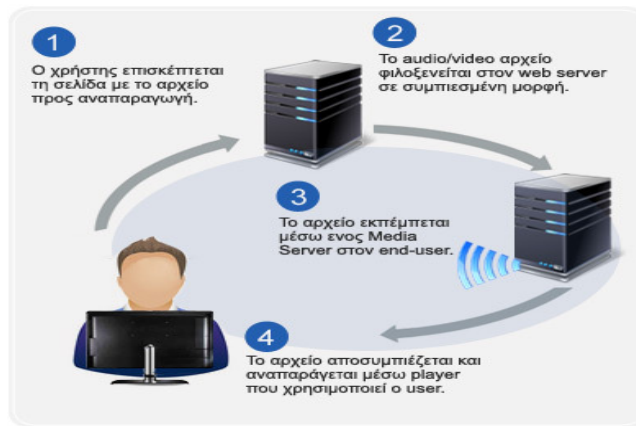 1
Ο χρήστης επισκέπτεται
τη σελίδα με το αρχείο
προς αναπαραγωγή.
2
Το audio/video αρχείο
φιλοξενείται στον web server
σε συμπιεσμένη μορφή.
3
Το αρχείο εκπέμπεται
μέσω ενος Media
Server στον end-user.
4
Το αρχείο αποσυμπιέζεται και
αναπαράγεται μέσω player
που χρησιμοποιεί ο user.